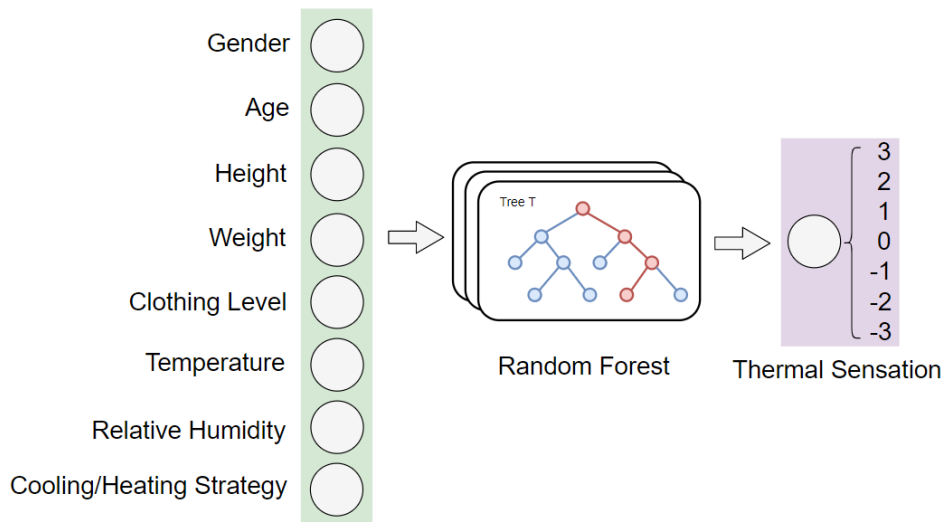 Gender
Age
Height
Weight
Clothing Level
Temperature
Relative Humidity
Cooling/Heating Strategy
Tree T
Random Forest
3
2
1
0
-1
-2
-3
Thermal Sensation